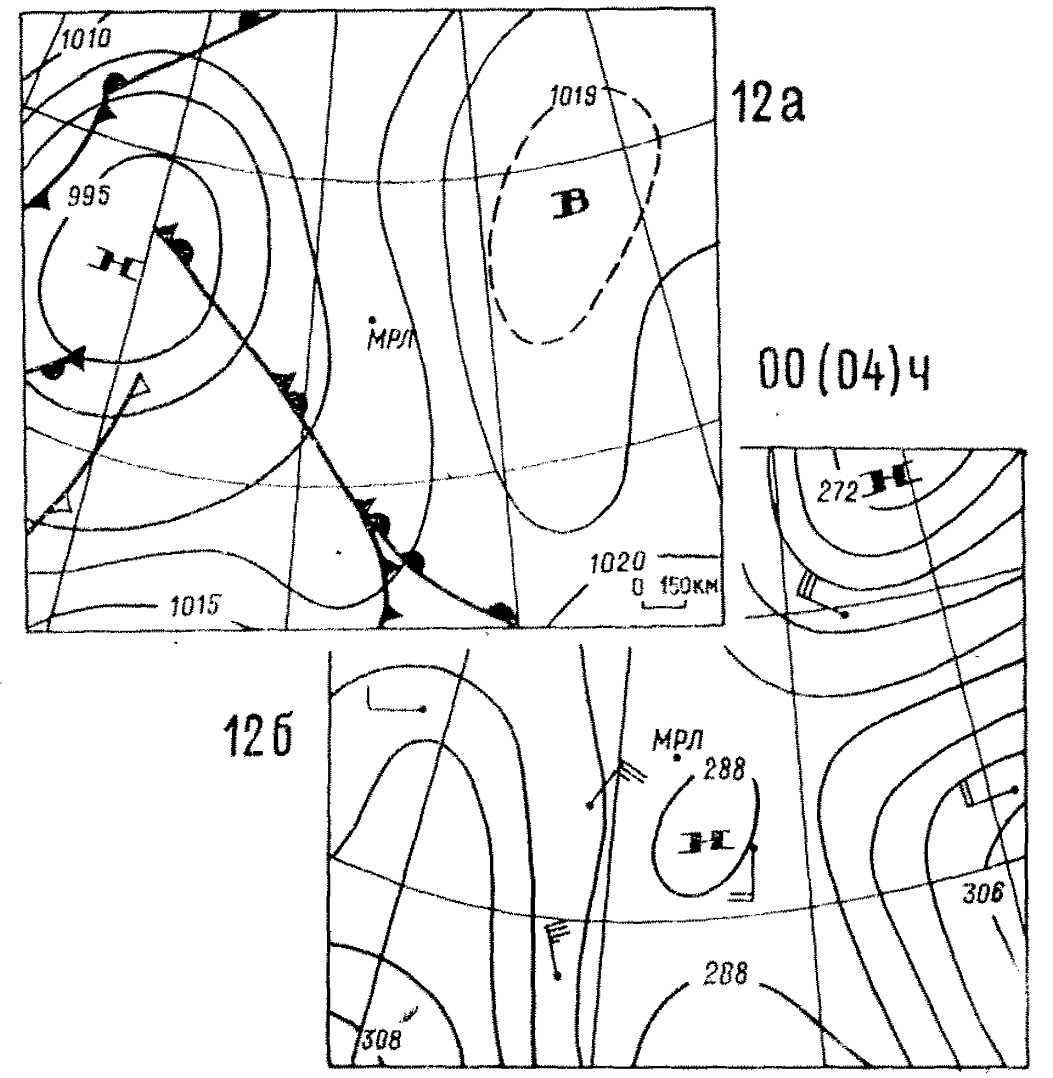 1010
1019
12а
995
Н
В
МРЛ
00(04)ч
272 Н
1020
0 150км
1015
12б
МРЛ
288
Н
306
288
308